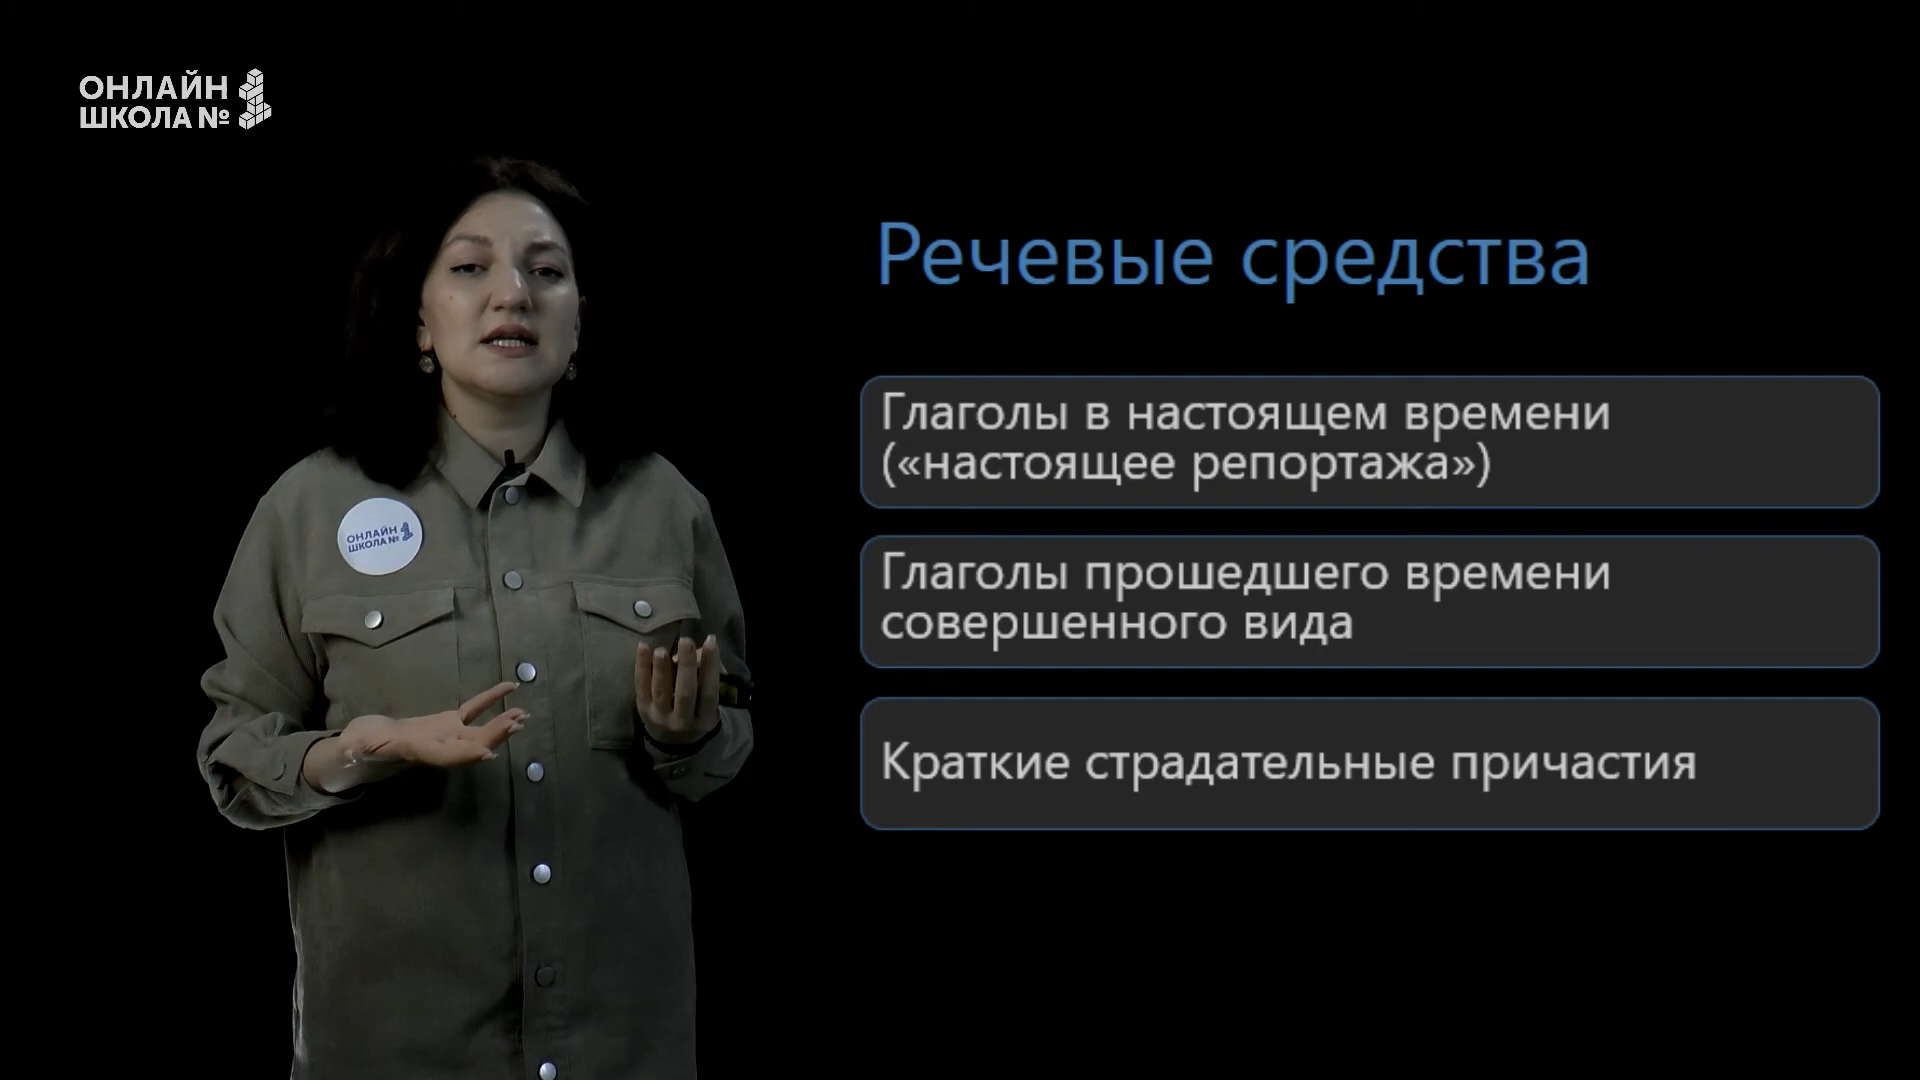 ОНЛАЙН
ШКОЛА №
Речевые средства
Глаголы в настоящем времени
(«настоящее репортажа»)
Глаголы прошедшего времени
совершенного вида
Краткие страдательные причастия
ОНЛАЙН
ШКОЛА №